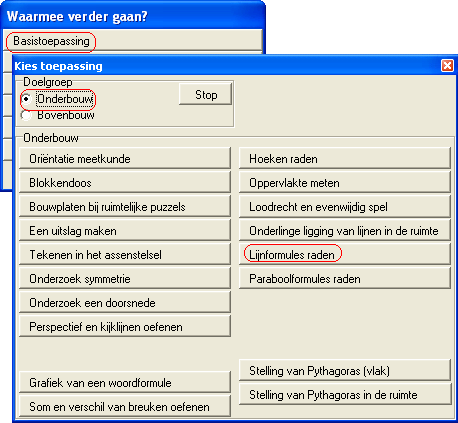 Waarmee verder gaan?
Basistoepassing
Kies toepassing
Doelgroep
Onderbouw
Stop
Bovenbouw
Onderbouw
Oriëntatie meetkunde
Hoeken raden
Blokkendoos
Oppervlakte meten
Bouwplaten bij ruimtelijke puzzels
Loodrecht en evenwijdig spel
Een uitslag maken
Onderlinge ligging van lijnen in de ruimte
Tekenen in het assenstelsel
Lijnformules raden
Onderzoek symmetrie
Paraboolformules raden
Onderzoek een doorsnede
Perspectief en kijklijnen oefenen
Stelling van Pythagoras (vlak)
Grafiek van een woordformule
Stelling van Pythagoras in de ruimte
Som en verschil van breuken oefenen